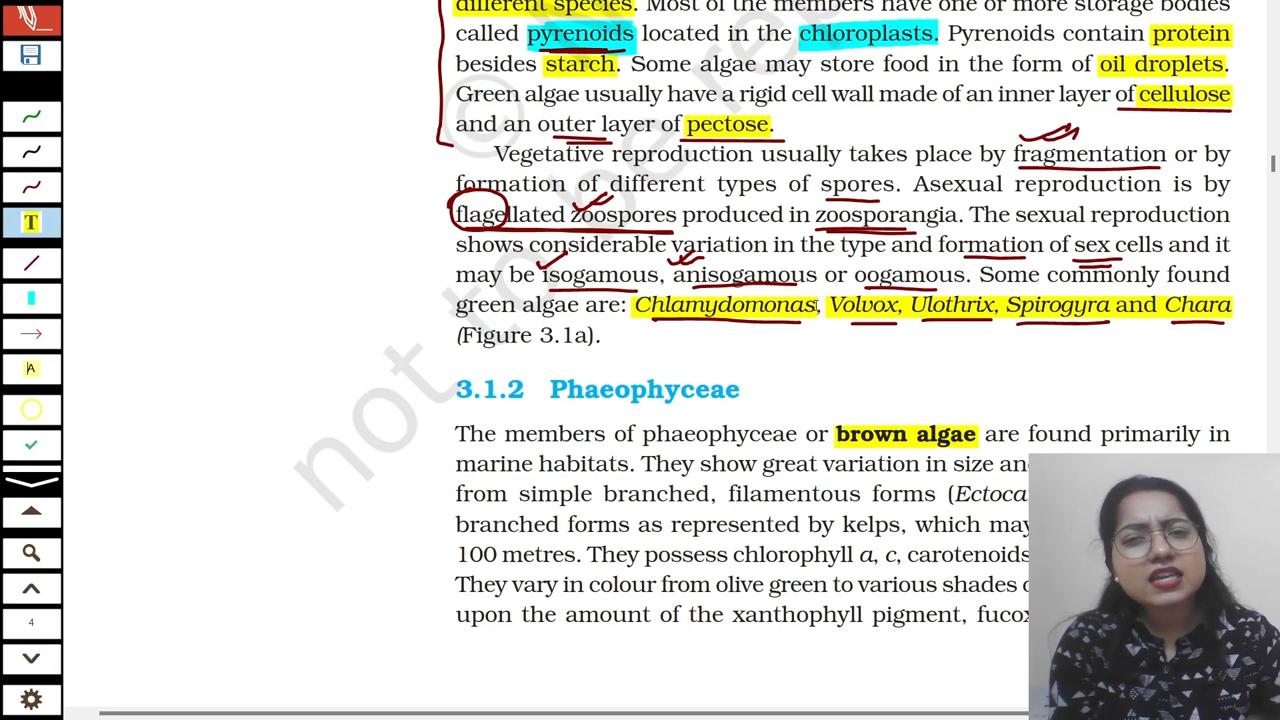 different species. Most of the members have one or more storage bodies
called pyrenoids located in the chloroplasts. Pyrenoids contain protein
besides starch. Some algae may store food in the form of oil droplets.
Green algae usually have a rigid cell wall made of an inner layer of cellulose
and an outer layer of pectose.
Vegetative reproduction usually takes place by fragmentation or by
formation of different types of spores. Asexual reproduction is by
flagellated zoospores produced in zoosporangia. The sexual reproduction
shows considerable variation in the type and formation of sex cells and it
may be isogamous, anisogamous or oogamous. Some commonly found
green algae are: Chlamydomonas, Volvox, Ulothrix, Spirogyra and Chara
(Figure 3.1a).
3.1.2 Phaeophyceae
The members of phaeophyceae or brown algae are found primarily in
marine habitats. They show great variation in size
from simple branched, filamentous forms
branched forms as represented by kelps, which may
100 metres. They possess chlorophyll a, c, carotenoids
They vary in colour from olive green to various shades
upon the amount of the xanthophyll pigment,
not to be
©
T
A
4